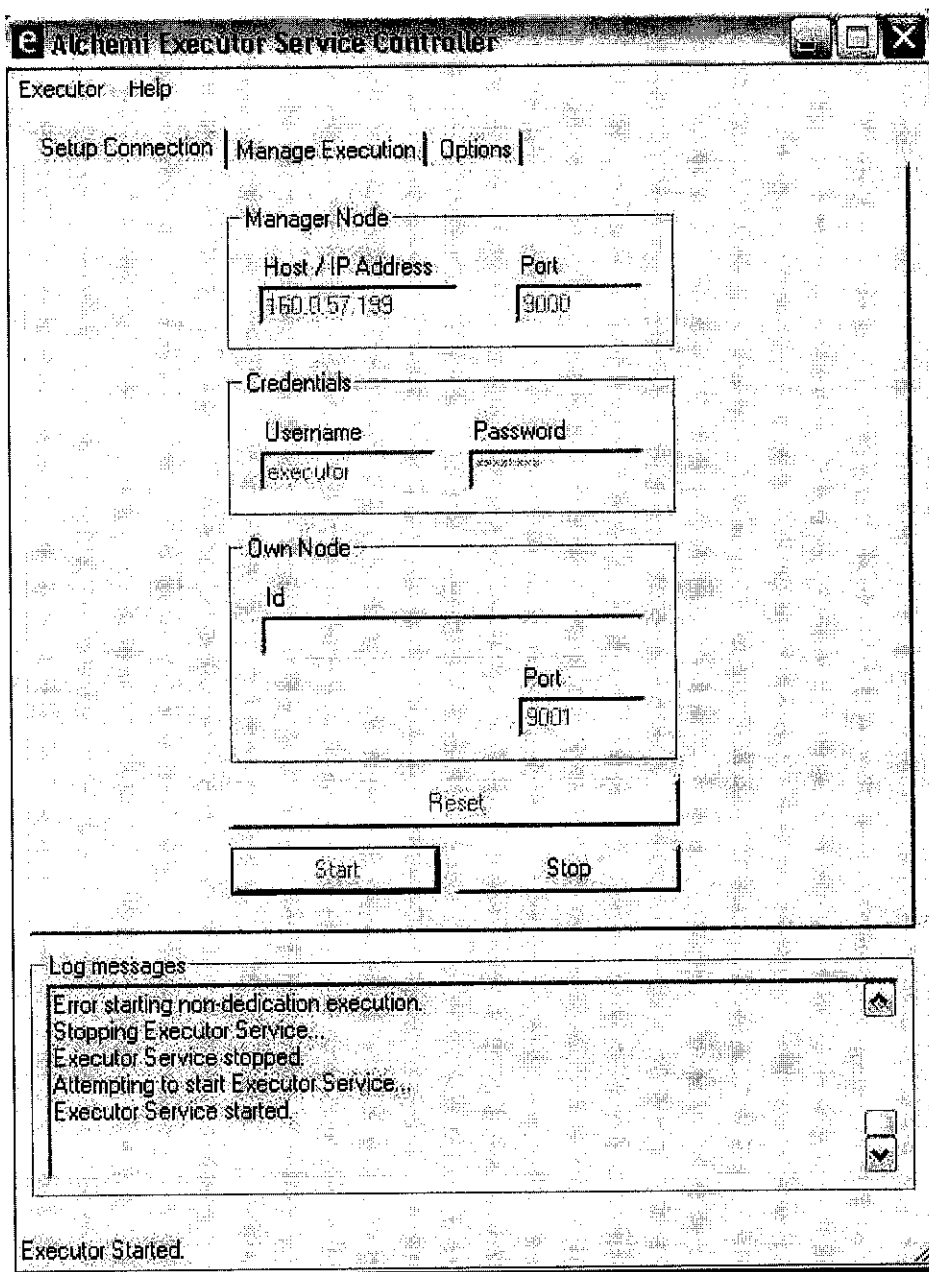 e Alchemi Executor Service Controller
Executor Help
Setup Connection Manage Execution Options
Manager Node
Host / IP Address Port
160.0.57.199 9000
Credentials
Username Password
executor ********
Own Node
Id
Port
9001
Reset
Start Stop
Log messages
Error starting non-dedication execution.
Stopping Executor Service...
Executor Service stopped.
Attempting to start Executor Service...
Executor Service started.
Executor Started.